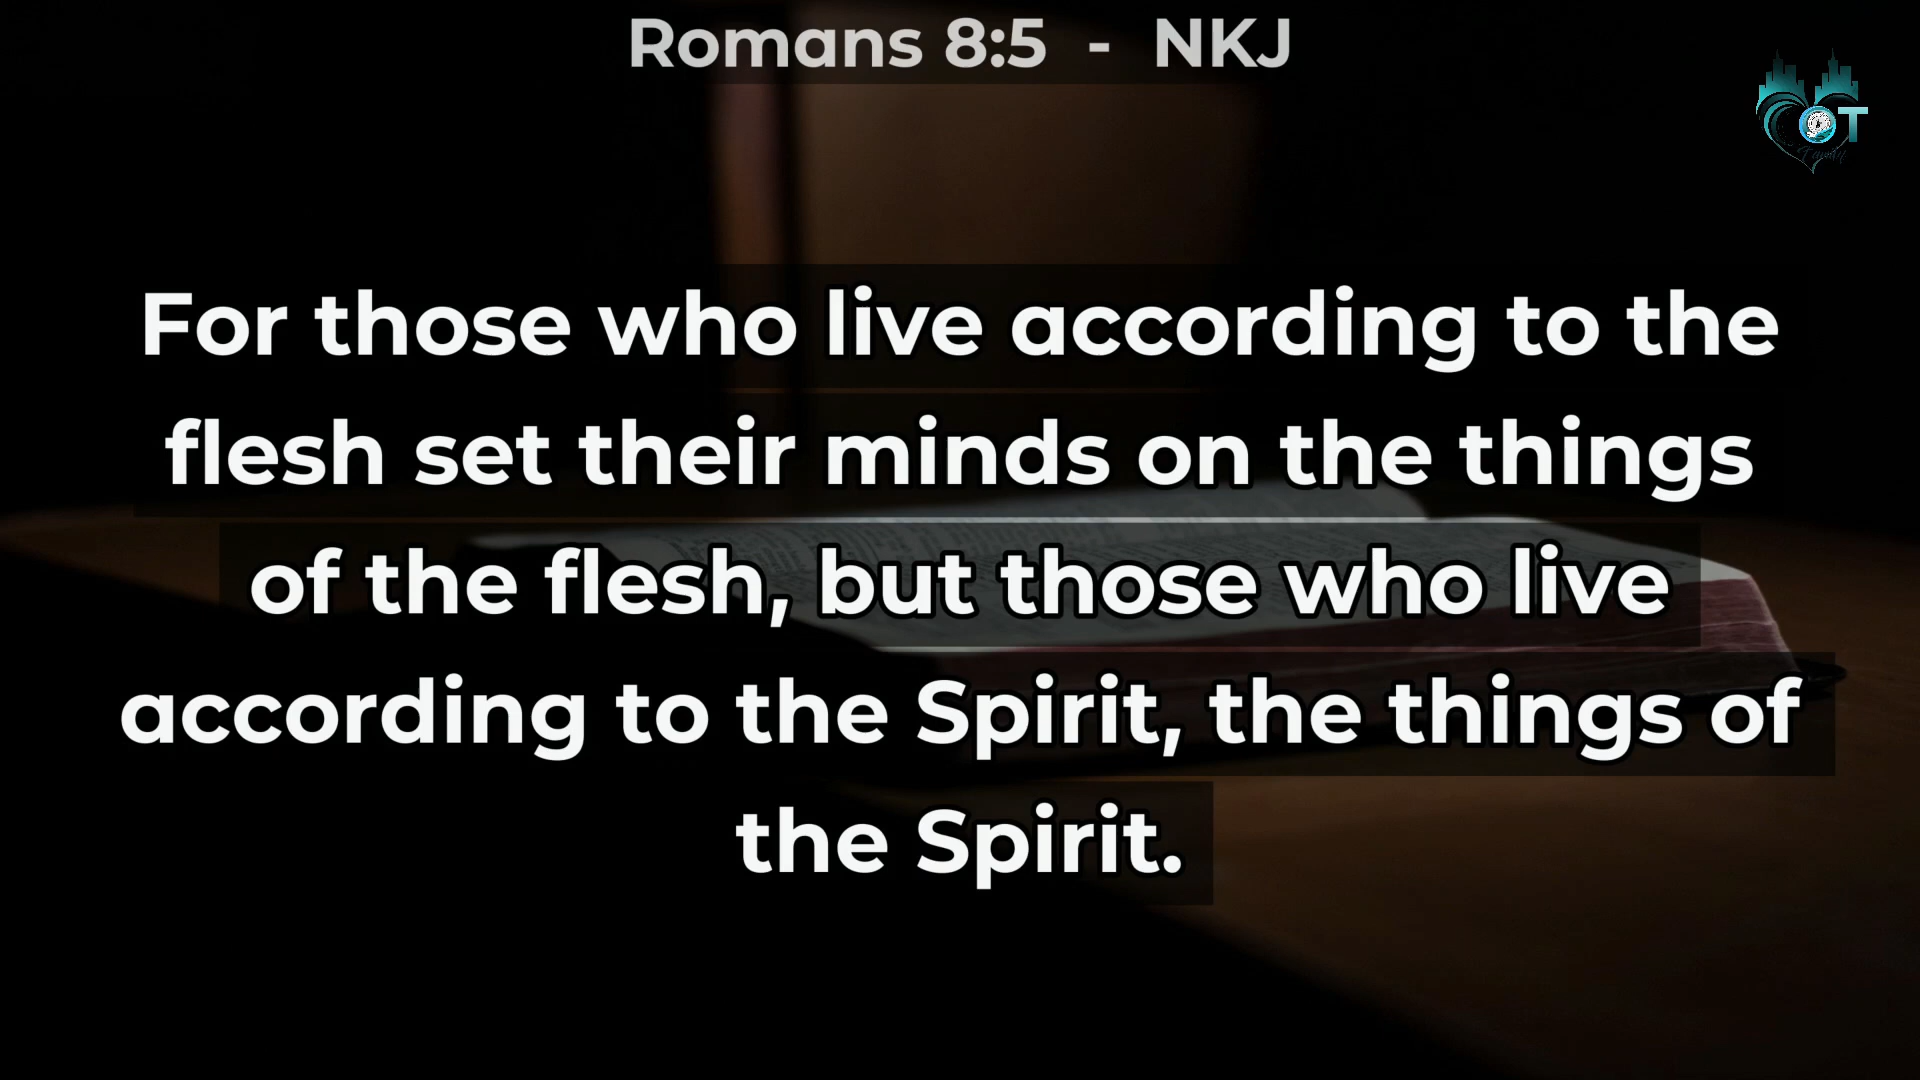 Romans 8:5 - NKJ
OT
For those who live according to the
flesh set their minds on the things
of the flesh, but those who live
according to the Spirit, the things of
the Spirit.